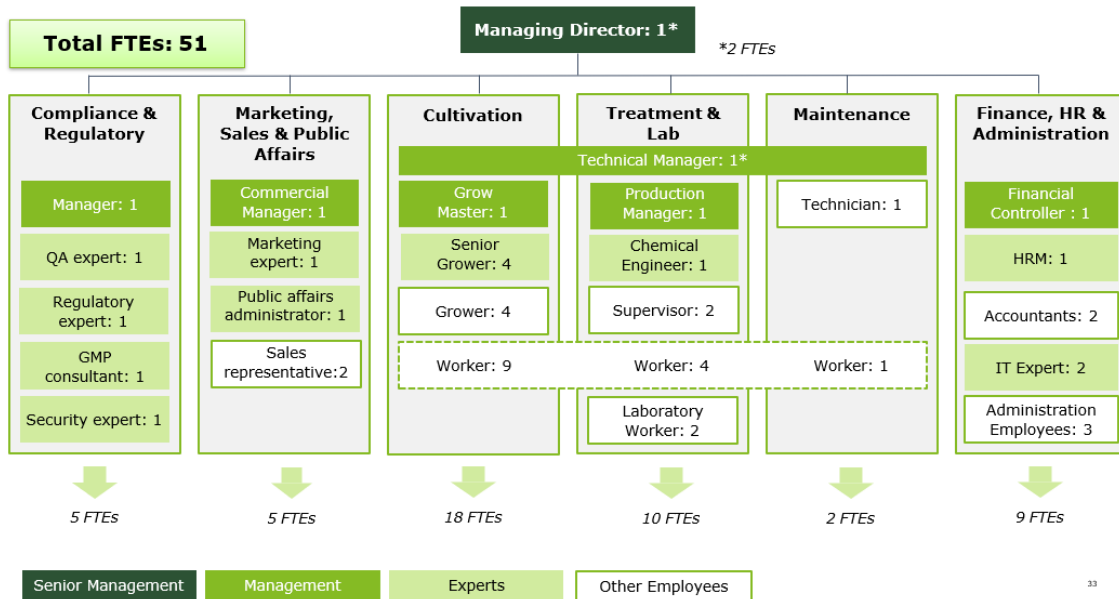 Total FTEs: 51
Managing Director: 1*
*2 FTEs
Compliance &
Regulatory
Manager: 1
QA expert: 1
Regulatory
expert: 1
GMP
consultant: 1
Security expert: 1
5 FTEs
Marketing,
Sales & Public
Affairs
Commercial
Manager: 1
Marketing
expert: 1
Public affairs
administrator: 1
Sales
representative:2
5 FTEs
Cultivation
Technical Manager: 1*
Grow
Master: 1
Senior
Grower: 4
Grower: 4
Worker: 9
18 FTEs
Treatment &
Lab
Production
Manager: 1
Chemical
Engineer: 1
Supervisor: 2
Worker: 4
Laboratory
Worker: 2
10 FTEs
Maintenance
Technician: 1
Worker: 1
2 FTEs
Finance, HR &
Administration
Financial
Controller : 1
HRM: 1
Accountants: 2
IT Expert: 2
Administration
Employees: 3
9 FTEs
Senior Management
Management
Experts
Other Employees
33